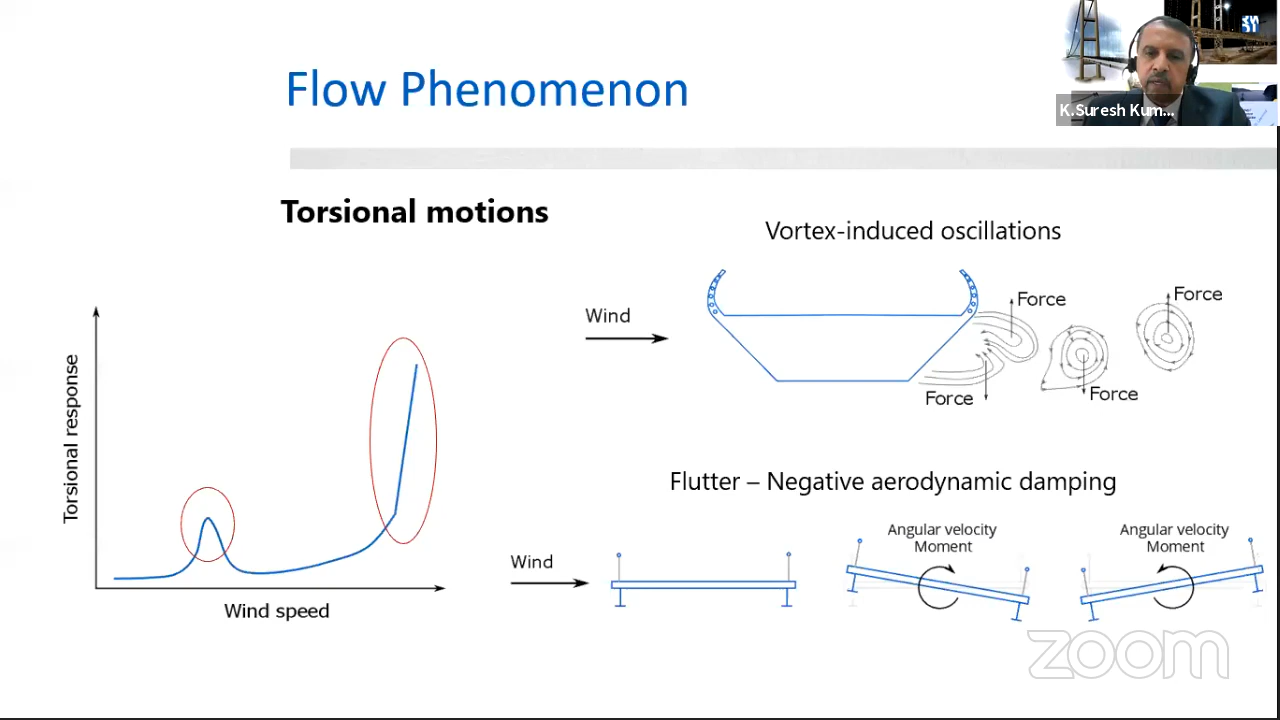 Flow Phenomenon
K.Suresh Kum...
Torsional motions
Vortex-induced oscillations
Wind
Force
Force
Force
Force
Torsional response
Wind speed
Flutter – Negative aerodynamic damping
Wind
Angular velocity
Moment
Angular velocity
Moment
zoom